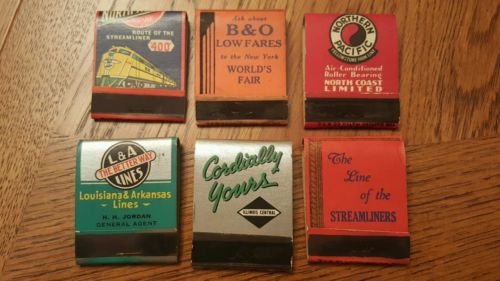 ROUTE OF THE
STREAMLINER
"400"
Ask about
B&O
LOW FARES
to the New York
WORLD'S
FAIR
NORTHERN
PACIFIC
Air-Conditioned
Roller Bearing
NORTH COAST
LIMITED
L&A
THE BETTER WAY
LINES
Louisiana & Arkansas
Lines
H. H. JORDAN
GENERAL AGENT
Cordially
Yours
ILLINOIS CENTRAL
The
Line
of the
STREAMLINERS